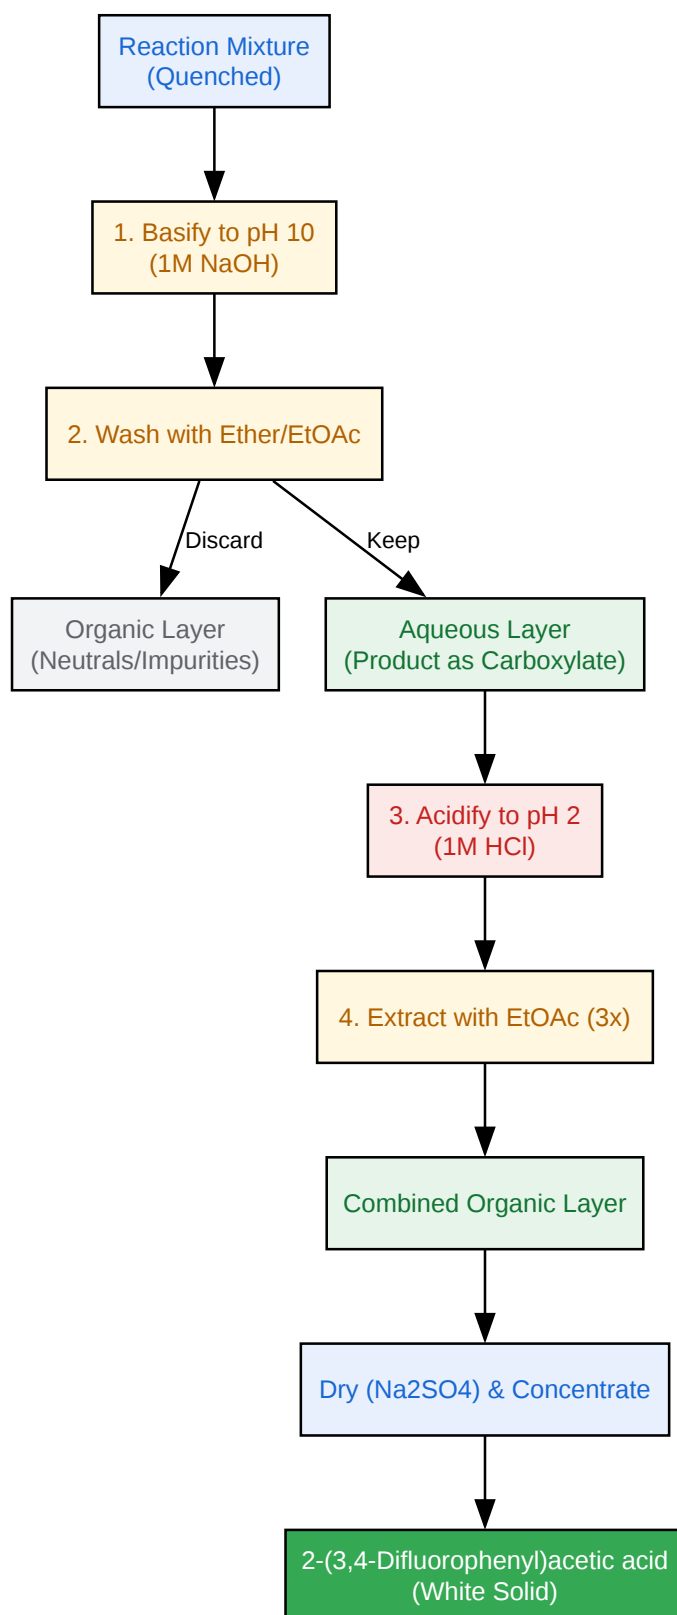 Reaction Mixture
(Quenched)
1. Basify to pH 10
(1M NaOH)
2. Wash with Ether/EtOAc
Discard
Keep
Organic Layer
(Neutrals/Impurities)
Aqueous Layer
(Product as Carboxylate)
3. Acidify to pH 2
(1M HCl)
4. Extract with EtOAc (3x)
Combined Organic Layer
Dry (Na2SO4) & Concentrate
2-(3,4-Difluorophenyl)acetic acid
(White Solid)